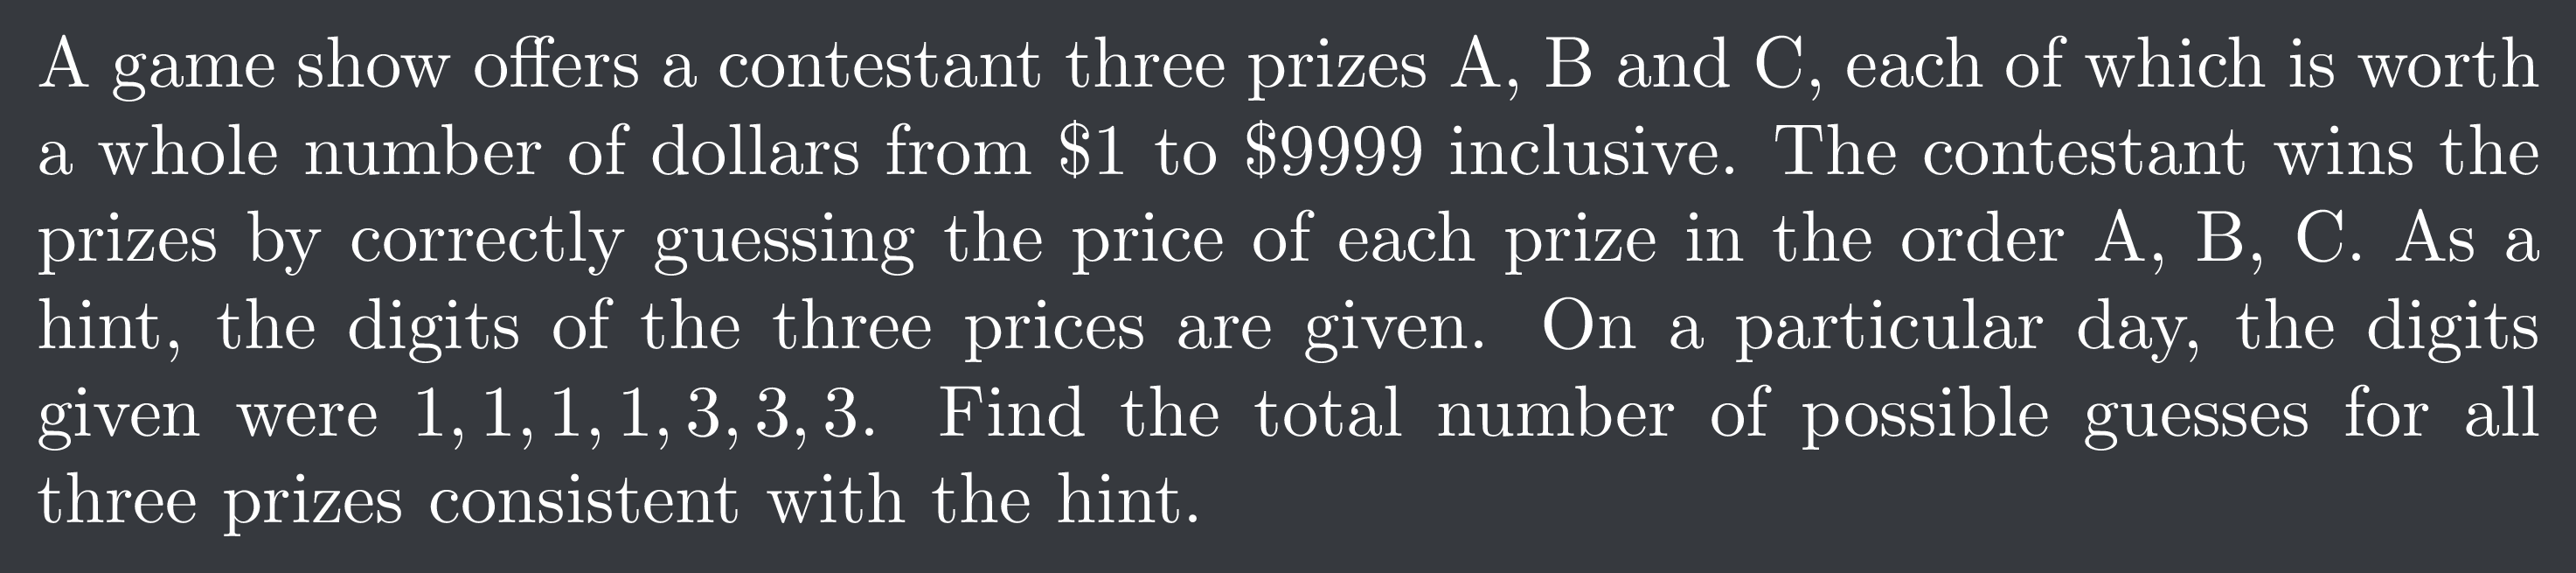 A game show offers a contestant three prizes A, B and C, each of which is worth
a whole number of dollars from $1 to $9999 inclusive. The contestant wins the
prizes by correctly guessing the price of each prize in the order A, B, C. As a
hint, the digits of the three prices are given. On a particular day, the digits
given were 1, 1, 1, 1, 3, 3, 3. Find the total number of possible guesses for all
three prizes consistent with the hint.